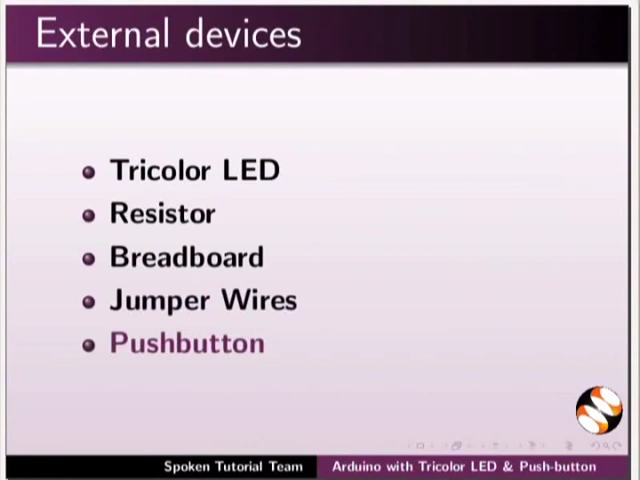 External devices
Tricolor LED
Resistor
Breadboard
Jumper Wires
Pushbutton
Spoken Tutorial Team
Arduino with Tricolor LED & Push-button